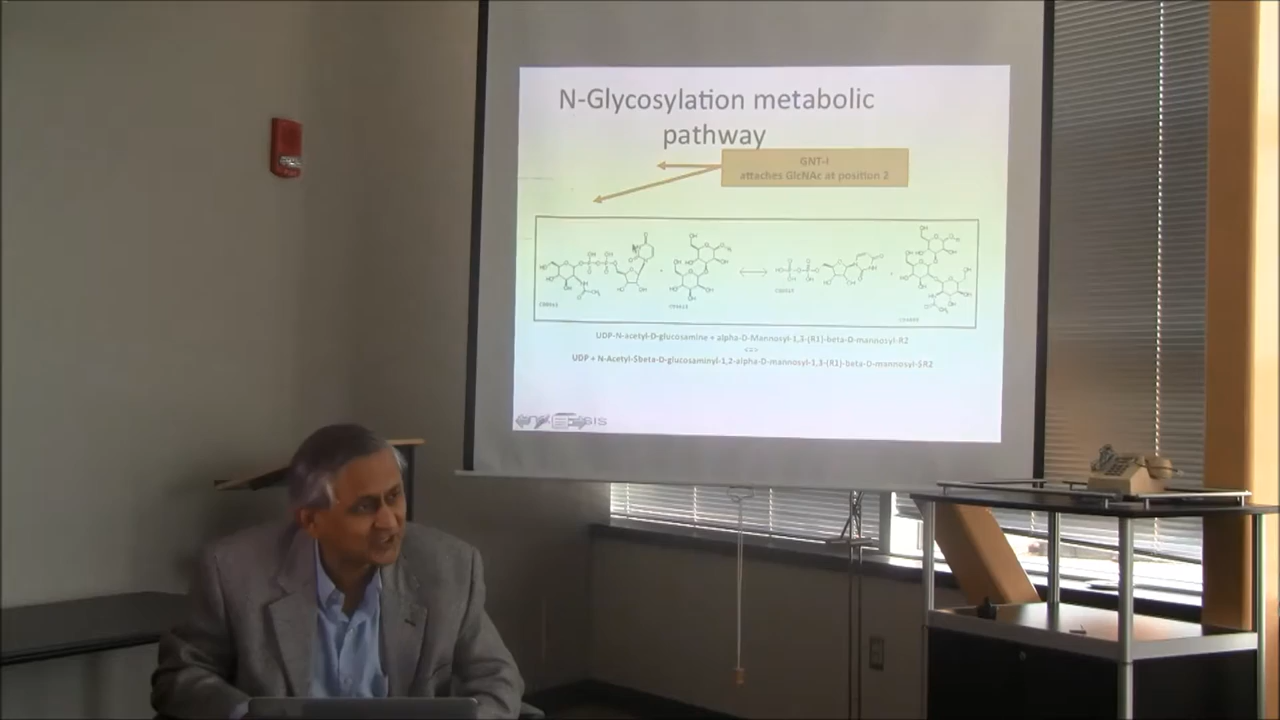 N-Glycosylation metabolic
pathway
GNT-I
attaches GlcNAc at position 2
UDP-N-acetyl-D-glucosamine + alpha-D-Mannosyl-1,3-(R1)-beta-D-mannosyl-R2
<=>
UDP + N-Acetyl-$beta-D-glucosaminyl-1,2-alpha-D-mannosyl-1,3-(R1)-beta-D-mannosyl-$R2